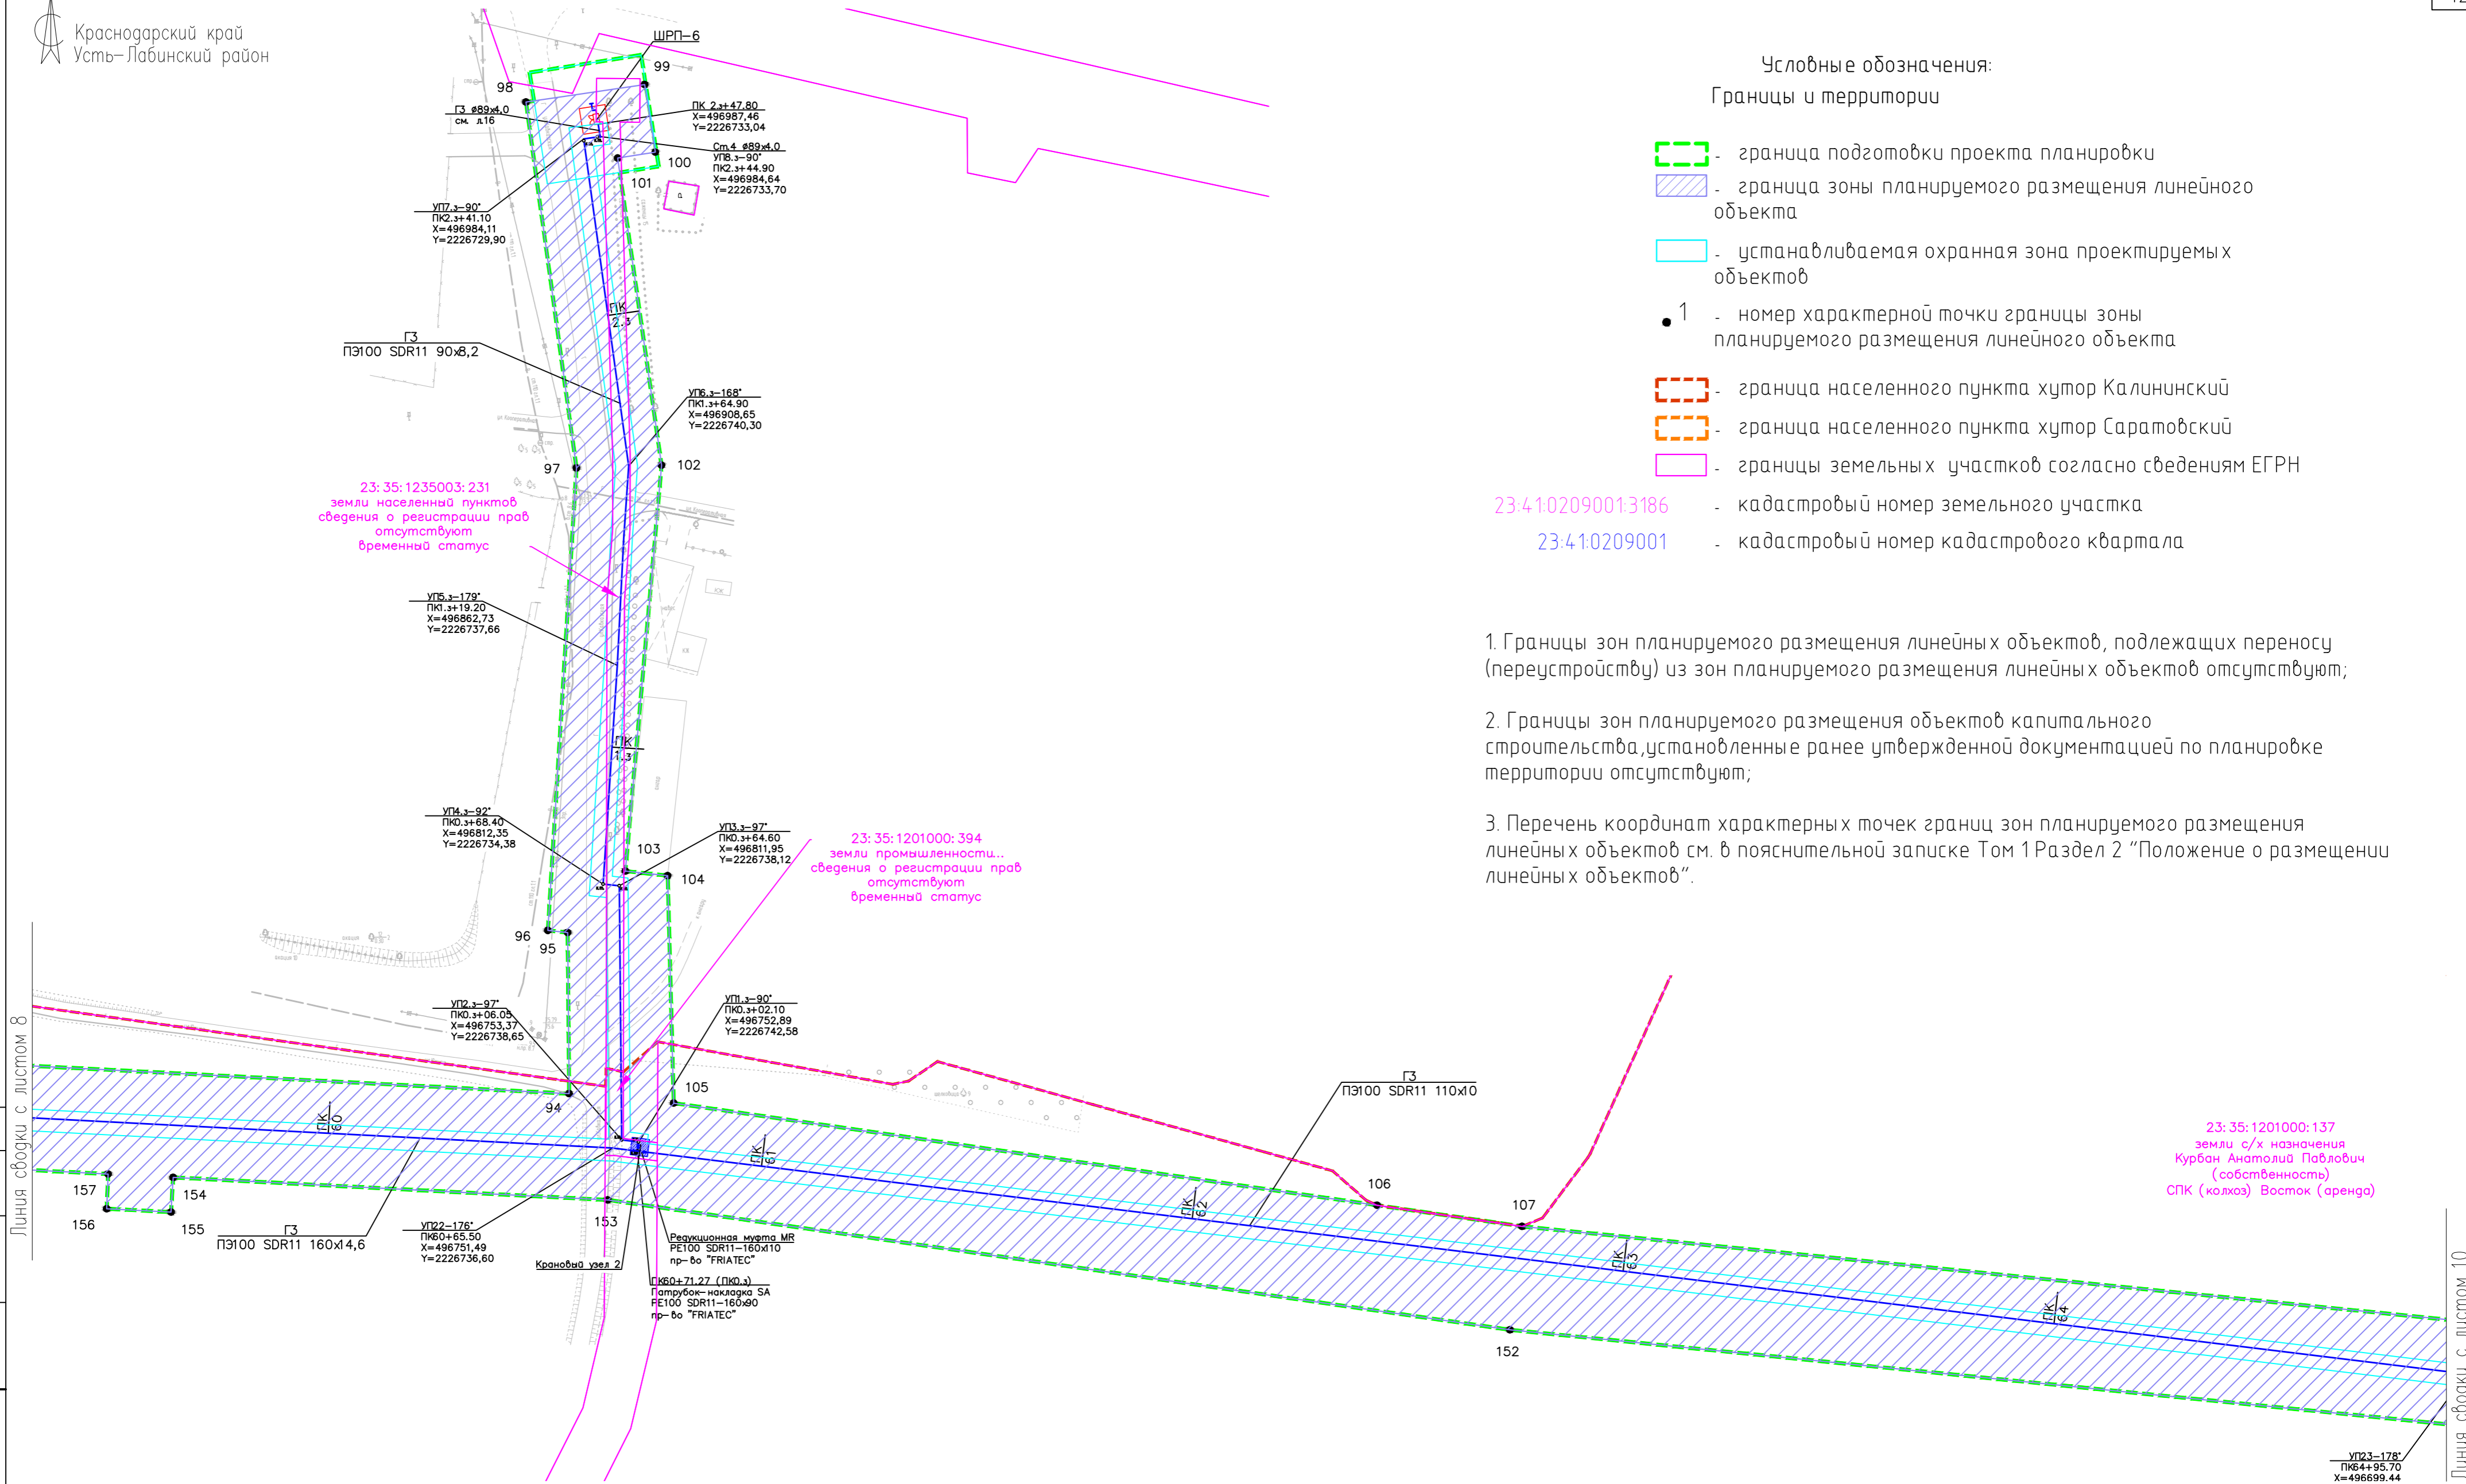 Краснодарский край
Усть-Лабинский район
ШРП-6
99
98
Г3 ø89х4,0
см. л.16
ПК 2.з+47.80
X=496987,46
Y=2226733,04
Ст.4 ø89х4,0
УП8.з-90°
ПК2.з+44.90
X=496984,64
Y=2226733,70
100
101
УП7.з-90°
ПК2.з+41.10
X=496984,11
Y=2226729,90
ПК
2.3
Г3
ПЭ100 SDR11 90х8,2
УП6.з-168°
ПК1.з+64.90
X=496908,65
Y=2226740,30
97
102
23:35:1235003:231
земли населенный пунктов
сведения о регистрации прав
отсутствуют
временный статус
УП5.з-179°
ПК1.з+19.20
X=496862,73
Y=2226737,66
ПК
1.3
УП4.з-92°
ПК0.з+68.40
X=496812,35
Y=2226734,38
УП3.з-97°
ПК0.з+64.60
X=496811,95
Y=2226738,12
103
104
23:35:1201000:394
земли промышленности...
сведения о регистрации прав
отсутствуют
временный статус
96
95
УП2.з-97°
ПК0.з+06.05
X=496753,37
Y=2226738,65
УП1.з-90°
ПК0.з+02.10
X=496752,89
Y=2226742,58
94
105
Линия сводки с листом 8
ПК
60
ПК
61
Г3
ПЭ100 SDR11 110х10
157
154
156
155
Г3
ПЭ100 SDR11 160х14,6
УП22-176°
ПК60+65.50
X=496751,49
Y=2226736,60
153
Крановый узел 2
Редукционная муфта MR
PE100 SDR11-160х110
пр-во "FRIATEC"
ПК60+71.27 (ПК0.з)
Патрубок-накладка SA
PE100 SDR11-160х90
пр-во "FRIATEC"
ПК
62
106
107
ПК
63
ПК
64
152
23:35:1201000:137
земли с/х назначения
Курбан Анатолий Павлович
(собственность)
СПК (колхоз) Восток (аренда)
УП23-178°
ПК64+95.70
X=496699,44
Линия сводки с листом 10
Условные обозначения:
Границы и территории
- граница подготовки проекта планировки
- граница зоны планируемого размещения линейного
объекта
- устанавливаемая охранная зона проектируемых
объектов
1 - номер характерной точки границы зоны
планируемого размещения линейного объекта
- граница населенного пункта хутор Калининский
- граница населенного пункта хутор Саратовский
- границы земельных участков согласно сведениям ЕГРН
23:41:0209001:3186 - кадастровый номер земельного участка
23:41:0209001 - кадастровый номер кадастрового квартала
1. Границы зон планируемого размещения линейных объектов, подлежащих переносу
(переустройству) из зон планируемого размещения линейных объектов отсутствуют;
2. Границы зон планируемого размещения объектов капитального
строительства,установленные ранее утвержденной документацией по планировке
территории отсутствуют;
3. Перечень координат характерных точек границ зон планируемого размещения
линейных объектов см. в пояснительной записке Том 1 Раздел 2 "Положение о размещении
линейных объектов".